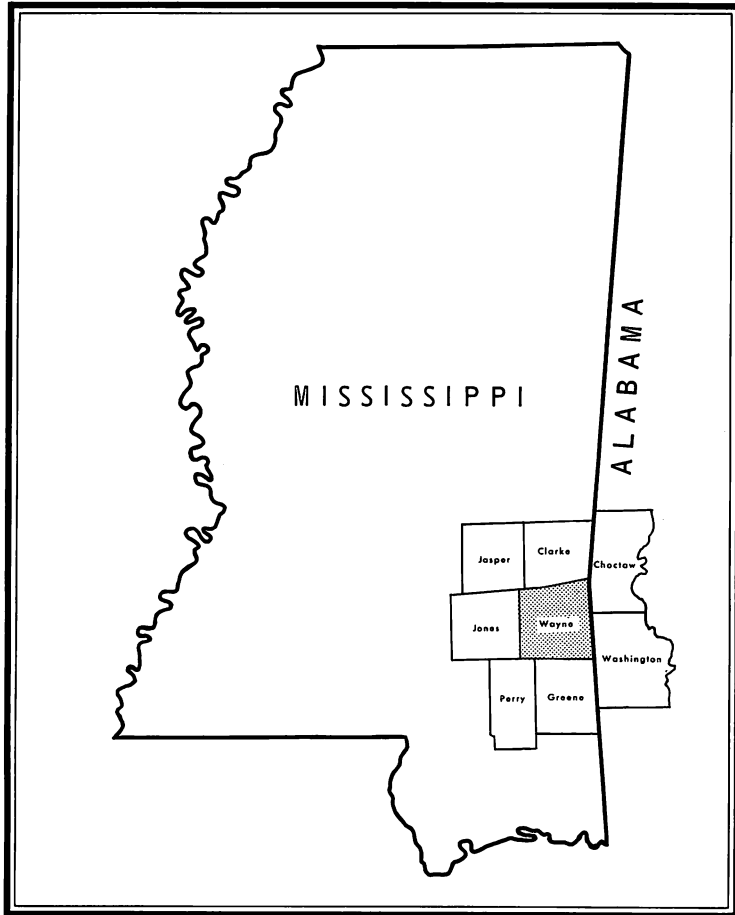 MISSISSIPPI
ALABAMA
Jasper
Clarke
Choctaw
Jones
Wayne
Washington
Perry
Greene